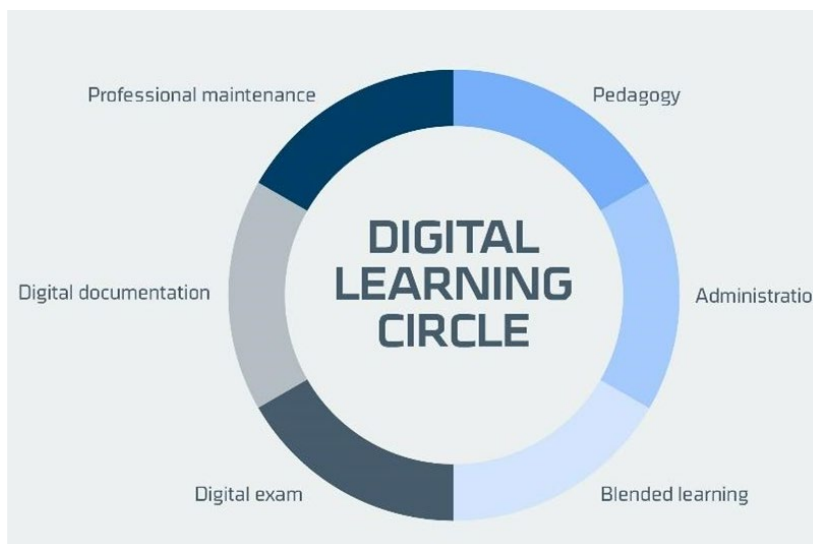 Professional maintenance
Pedagogy
DIGITAL
LEARNING
CIRCLE
Digital documentation
Administratio
Digital exam
Blended learning